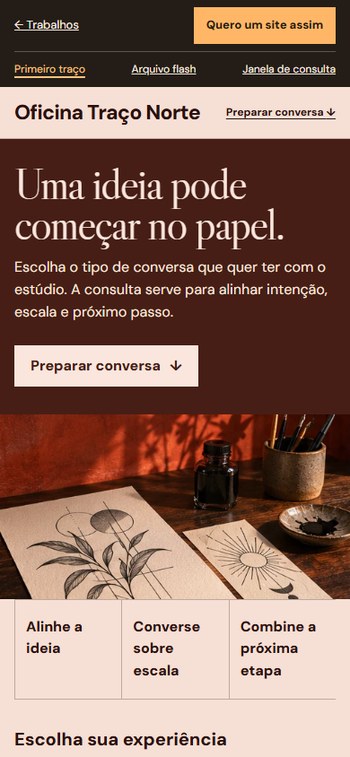 ← Trabalhos
Quero um site assim
Primeiro traço
Arquivo flash
Janela de consulta
Oficina Traço Norte
Preparar conversa ↓
Uma ideia pode
começar no papel.
Escolha o tipo de conversa que quer ter com o
estúdio. A consulta serve para alinhar intenção,
escala e próximo passo.
Preparar conversa ↓
Alinhe a
ideia
Converse
sobre
escala
Combine a
próxima
etapa
Escolha sua experiência